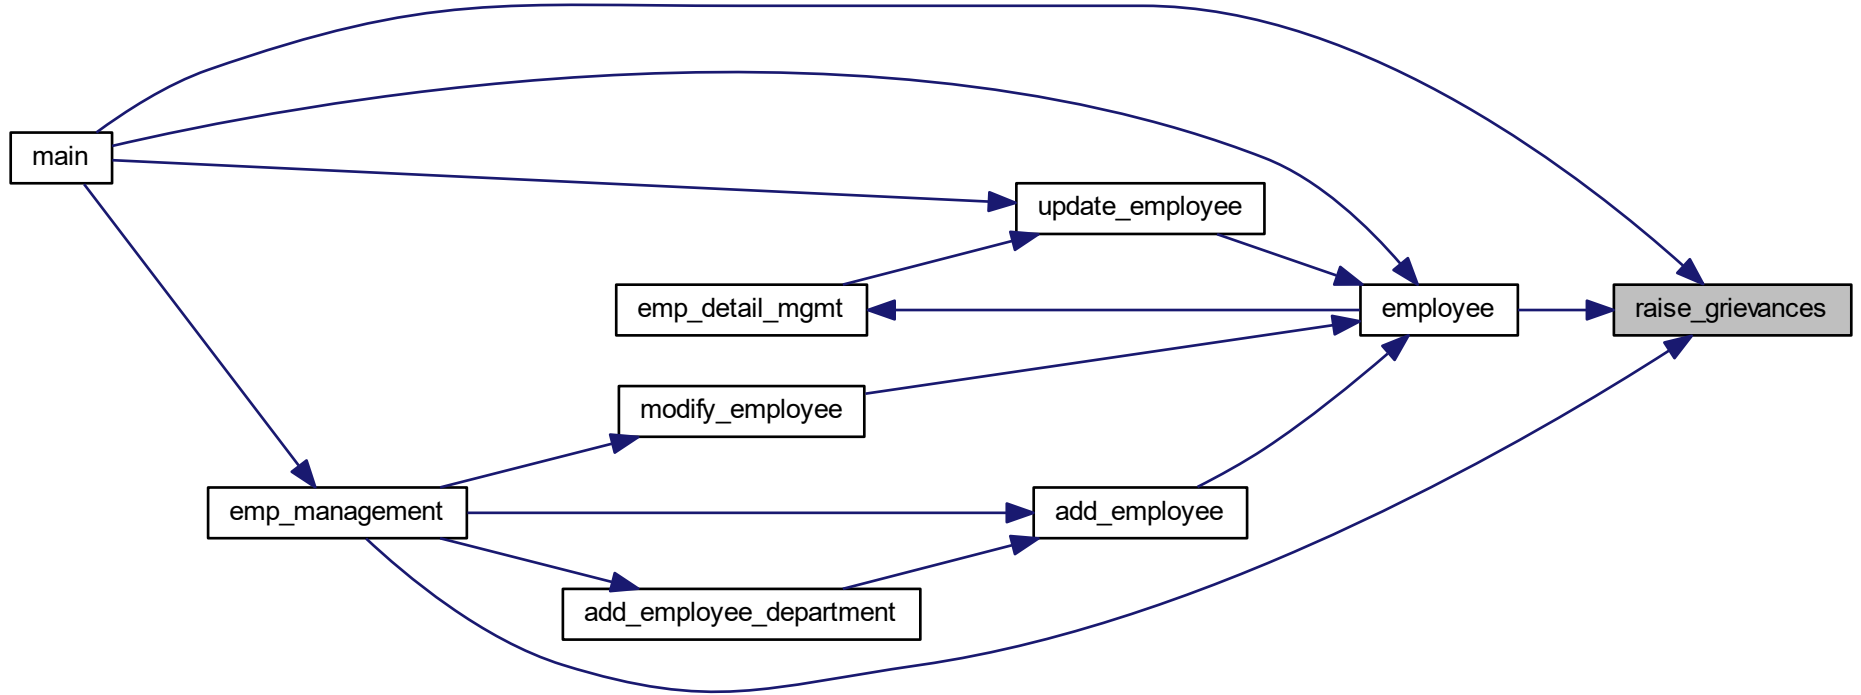 main
update_employee
emp_detail_mgmt
employee
raise_grievances
modify_employee
emp_management
add_employee
add_employee_department